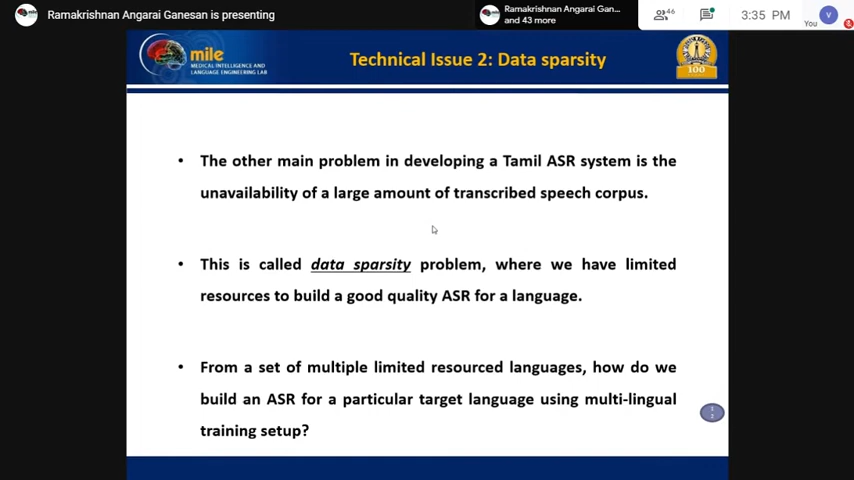 Ramakrishnan Angarai Ganesan is presenting
Ramakrishnan Angarai Gan...
and 43 more
46
3:35 PM
You
V
mile
MEDICAL INTELLIGENCE AND
LANGUAGE ENGINEERING LAB
Technical Issue 2: Data sparsity
100
• The other main problem in developing a Tamil ASR system is the
unavailability of a large amount of transcribed speech corpus.
• This is called data sparsity problem, where we have limited
resources to build a good quality ASR for a language.
• From a set of multiple limited resourced languages, how do we
build an ASR for a particular target language using multi-lingual
training setup?